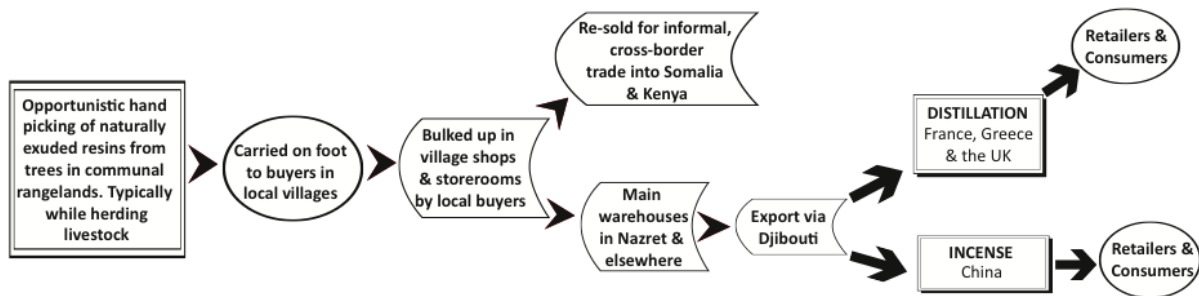 Opportunistic hand
picking of naturally
exuded resins from
trees in communal
rangelands. Typically
while herding
livestock
Carried on foot
to buyers in
local villages
Bulked up in
village shops
& storerooms
by local buyers
Re-sold for informal,
cross-border
trade into Somalia
& Kenya
Main
warehouses
in Nazret &
elsewhere
Export via
Djibouti
DISTILLATION
France, Greece
& the UK
Retailers &
Consumers
INCENSE
China
Retailers &
Consumers